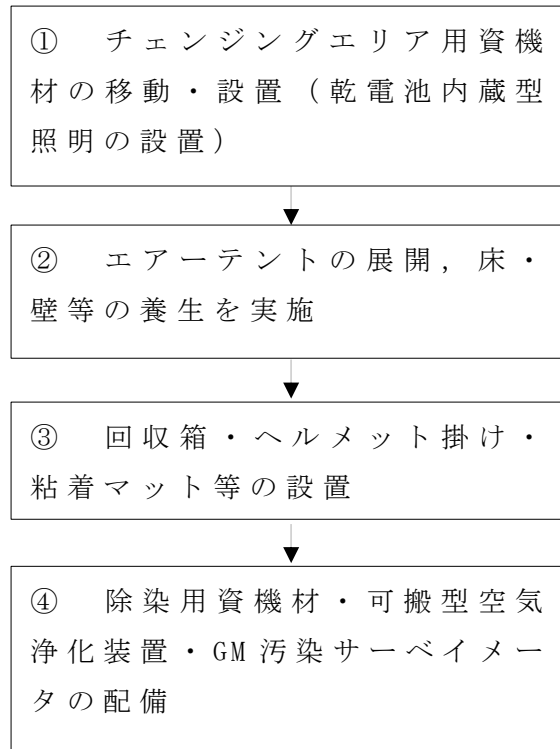 ① チェンジングエリア用資機
材の移動・設置（乾電池内蔵型
照明の設置）
② エアーテントの展開，床・
壁等の養生を実施
③ 回収箱・ヘルメット掛け・
粘着マット等の設置
④ 除染用資機材・可搬型空気
浄化装置・GM汚染サーベイメー
タの配備